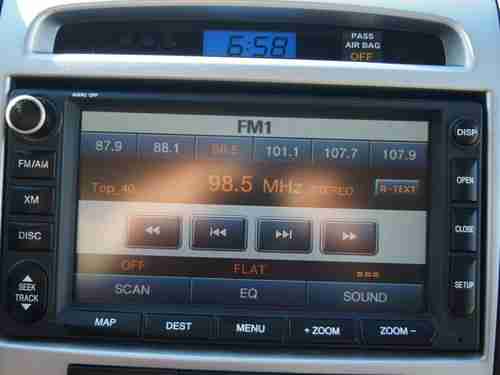 6:58
PASS
AIR BAG
OFF
FM1
87.9 88.1 98.5 101.1 107.7 107.9
Top 40 98.5 MHz STEREO R-TEXT
OFF FLAT
SCAN EQ SOUND
FM/AM
XM
DISC
SEEK
TRACK
DISP
OPEN
CLOSE
SETUP
MAP DEST MENU + ZOOM ZOOM −